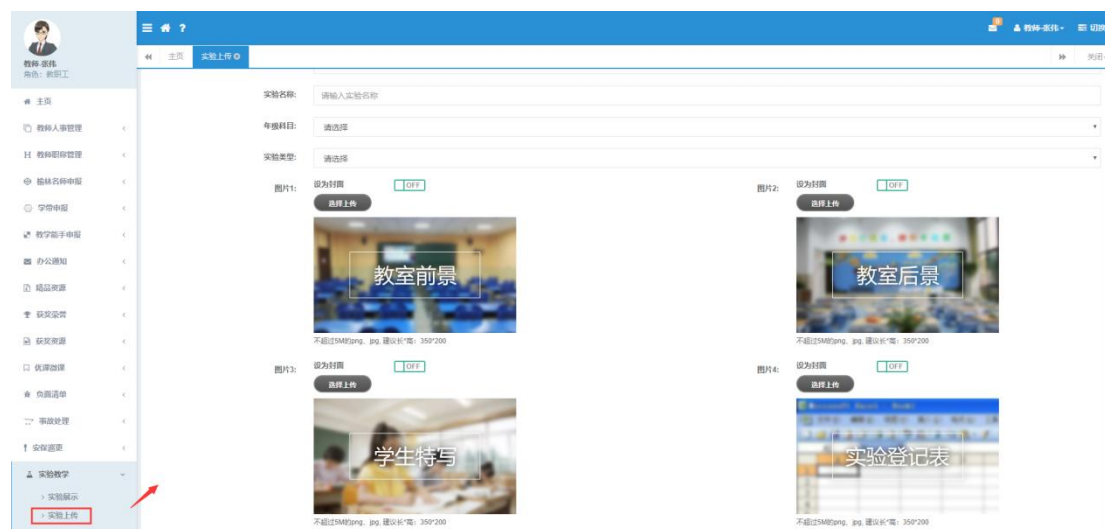 教师-张伟
角色：教职工
主页
教师人事管理
教师职称管理
榆林名师申报
学带申报
教学能手申报
办公通知
精品资源
获奖荣誉
获奖资源
优课微课
负面清单
事故处理
安保巡更
实验教学
实验展示
实验上传
教师-张伟
切换
主页
实验上传
关闭
实验名称:
请输入实验名称
年级科目:
请选择
实验类型:
请选择
图片1:
设为封面
OFF
选择上传
教室前景
不超过5M的png、jpg, 建议长*高：350*200
图片2:
设为封面
OFF
选择上传
教室后景
不超过5M的png、jpg, 建议长*高：350*200
图片3:
设为封面
OFF
选择上传
学生特写
不超过5M的png、jpg, 建议长*高：350*200
图片4:
设为封面
OFF
选择上传
实验登记表
不超过5M的png、jpg, 建议长*高：350*200